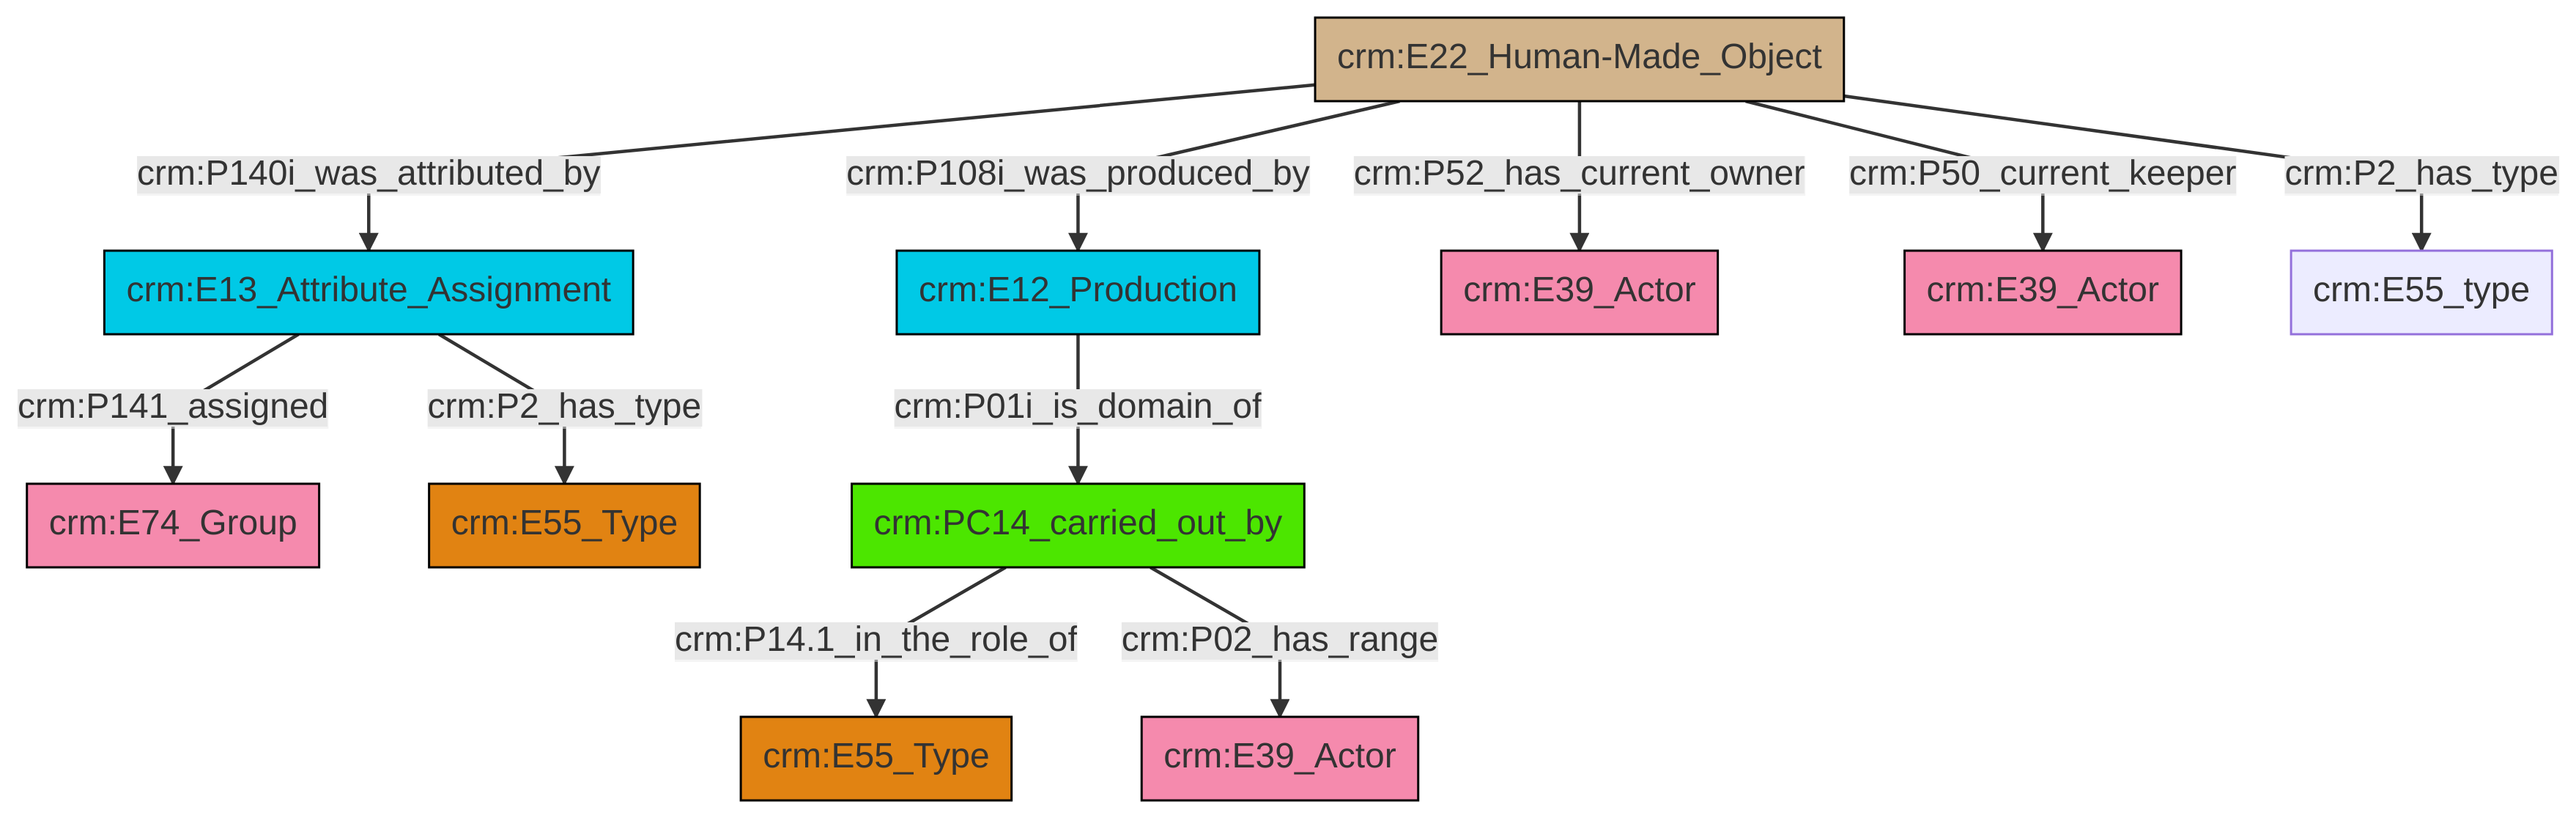 crm:E22_Human-Made_Object
crm:P140i_was_attributed_by
crm:P108i_was_produced_by
crm:P52_has_current_owner
crm:P50_current_keeper
crm:P2_has_type
crm:E13_Attribute_Assignment
crm:E12_Production
crm:E39_Actor
crm:E39_Actor
crm:E55_type
crm:P141_assigned
crm:P2_has_type
crm:P01i_is_domain_of
crm:E74_Group
crm:E55_Type
crm:PC14_carried_out_by
crm:P14.1_in_the_role_of
crm:P02_has_range
crm:E55_Type
crm:E39_Actor